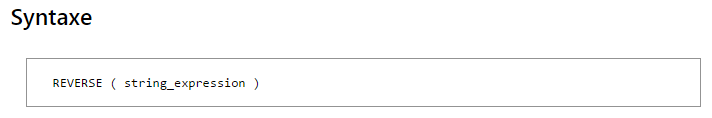 Syntaxe
REVERSE ( string_expression )